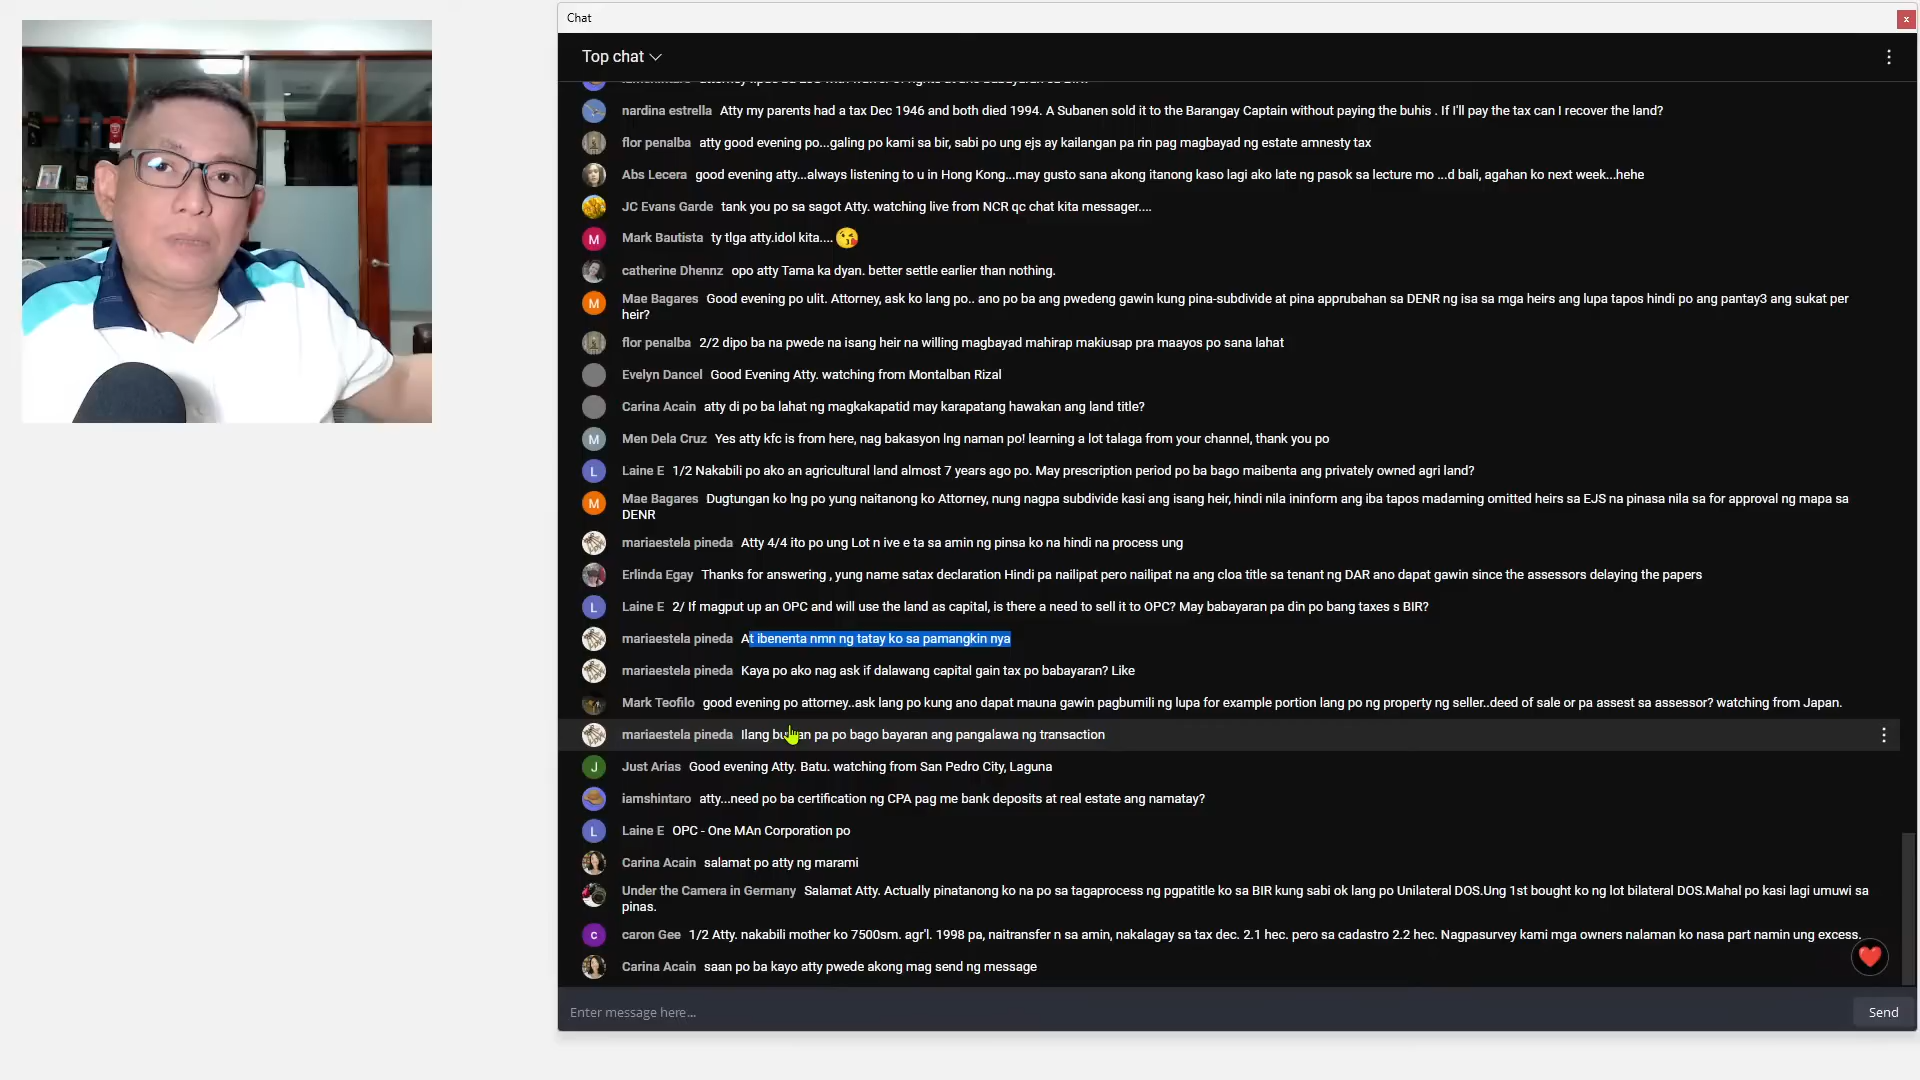 Chat
x
Top chat
nardina estrella Atty my parents had a tax Dec 1946 and both died 1994. A Subanen sold it to the Barangay Captain without paying the buhis . If I'll pay the tax can I recover the land?
flor penalba atty good evening po...galing po kami sa bir, sabi po ung ejs ay kailangan pa rin pag magbayad ng estate amnesty tax
Abs Lecera good evening atty...always listening to u in Hong Kong...may gusto sana akong itanong kaso lagi ako late ng pasok sa lecture mo ...d bali, agahan ko next week...hehe
JC Evans Garde tank you po sa sagot Atty. watching live from NCR qc chat kita messager....
M Mark Bautista ty tlga atty.idol kita.... 😘
catherine Dhennz opo atty Tama ka dyan. better settle earlier than nothing.
M Mae Bagares Good evening po ulit. Attorney, ask ko lang po.. ano po ba ang pwedeng gawin kung pina-subdivide at pina apprubahan sa DENR ng isa sa mga heirs ang lupa tapos hindi po ang pantay3 ang sukat per
heir?
flor penalba 2/2 dipo ba na pwede na isang heir na willing magbayad mahirap makiusap pra maayos po sana lahat
Evelyn Dancel Good Evening Atty. watching from Montalban Rizal
Carina Acain atty di po ba lahat ng magkakapatid may karapatang hawakan ang land title?
M Men Dela Cruz Yes atty kfc is from here, nag bakasyon lng naman po! learning a lot talaga from your channel, thank you po
L Laine E 1/2 Nakabili po ako an agricultural land almost 7 years ago po. May prescription period po ba bago maibenta ang privately owned agri land?
M Mae Bagares Dugtungan ko lng po yung naitanong ko Attorney, nung nagpa subdivide kasi ang isang heir, hindi nila ininform ang iba tapos madaming omitted heirs sa EJS na pinasa nila sa for approval ng mapa sa
DENR
mariaestela pineda Atty 4/4 ito po ung Lot n ive e ta sa amin ng pinsa ko na hindi na process ung
Erlinda Egay Thanks for answering , yung name satax declaration Hindi pa nailipat pero nailipat na ang cloa title sa tenant ng DAR ano dapat gawin since the assessors delaying the papers
L Laine E 2/ If magput up an OPC and will use the land as capital, is there a need to sell it to OPC? May babayaran pa din po bang taxes s BIR?
mariaestela pineda At ibenenta nmn ng tatay ko sa pamangkin nya
mariaestela pineda Kaya po ako nag ask if dalawang capital gain tax po babayaran? Like
Mark Teofilo good evening po attorney..ask lang po kung ano dapat mauna gawin pagbumili ng lupa for example portion lang po ng property ng seller..deed of sale or pa assest sa assessor? watching from Japan.
mariaestela pineda Ilang pa po bago bayaran ang pangalawa ng transaction
J Just Arias Good evening Atty. Batu. watching from San Pedro City, Laguna
iamshintaro atty...need po ba certification ng CPA pag me bank deposits at real estate ang namatay?
L Laine E OPC - One MAn Corporation po
Carina Acain salamat po atty ng marami
Under the Camera in Germany Salamat Atty. Actually pinatanong ko na po sa tagaprocess ng pgpatitle ko sa BIR kung sabi ok lang po Unilateral DOS.Ung 1st bought ko ng lot bilateral DOS.Mahal po kasi lagi umuwi sa
pinas.
c caron Gee 1/2 Atty. nakabili mother ko 7500sm. agr'l. 1998 pa, naitransfer n sa amin, nakalagay sa tax dec. 2.1 hec. pero sa cadastro 2.2 hec. Nagpasurvey kami mga owners nalaman ko nasa part namin ung excess.
Carina Acain saan po ba kayo atty pwede akong mag send ng message
Enter message here...
Send